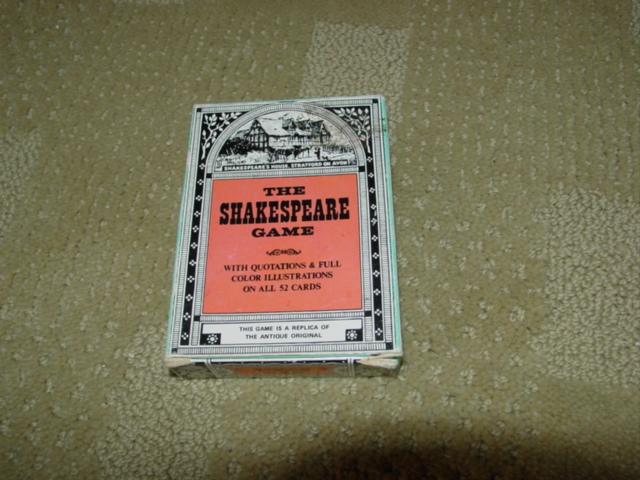 SHAKESPEARE'S HOUSE, STRATFORD ON AVON
THE
SHAKESPEARE
GAME
WITH QUOTATIONS & FULL
COLOR ILLUSTRATIONS
ON ALL 52 CARDS
THIS GAME IS A REPLICA OF
THE ANTIQUE ORIGINAL